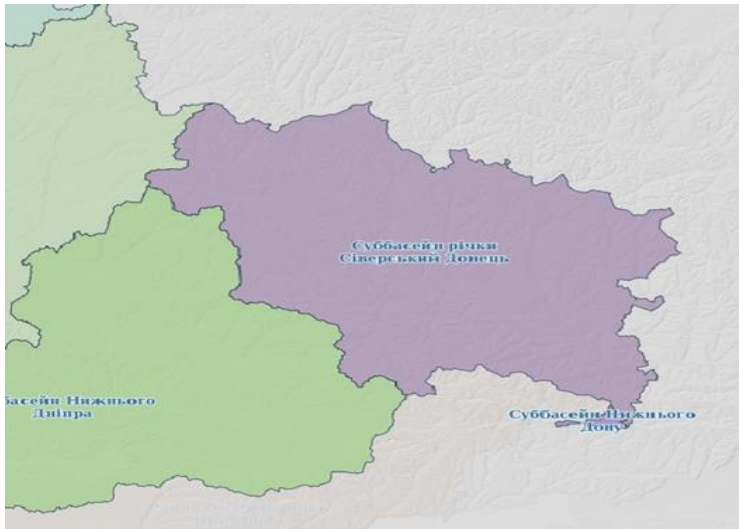 Суббасейн річки
Сіверський Донець
басейн Нижнього
Дніпра
Суббасейн Нижнього
Дону